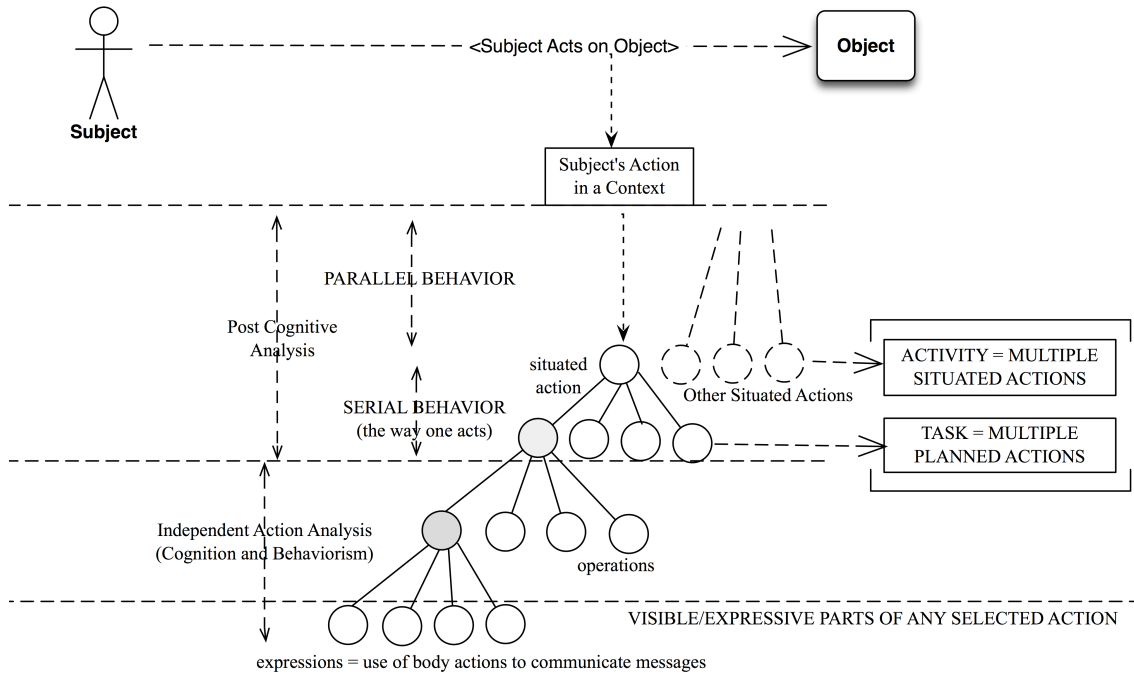 <Subject Acts on Object>
Object
Subject
Subject's Action
in a Context
PARALLEL BEHAVIOR
Post Cognitive
Analysis
situated
action
Other Situated Actions
ACTIVITY = MULTIPLE
SITUATED ACTIONS
SERIAL BEHAVIOR
(the way one acts)
TASK = MULTIPLE
PLANNED ACTIONS
Independent Action Analysis
(Cognition and Behaviorism)
operations
VISIBLE/EXPRESSIVE PARTS OF ANY SELECTED ACTION
expressions = use of body actions to communicate messages